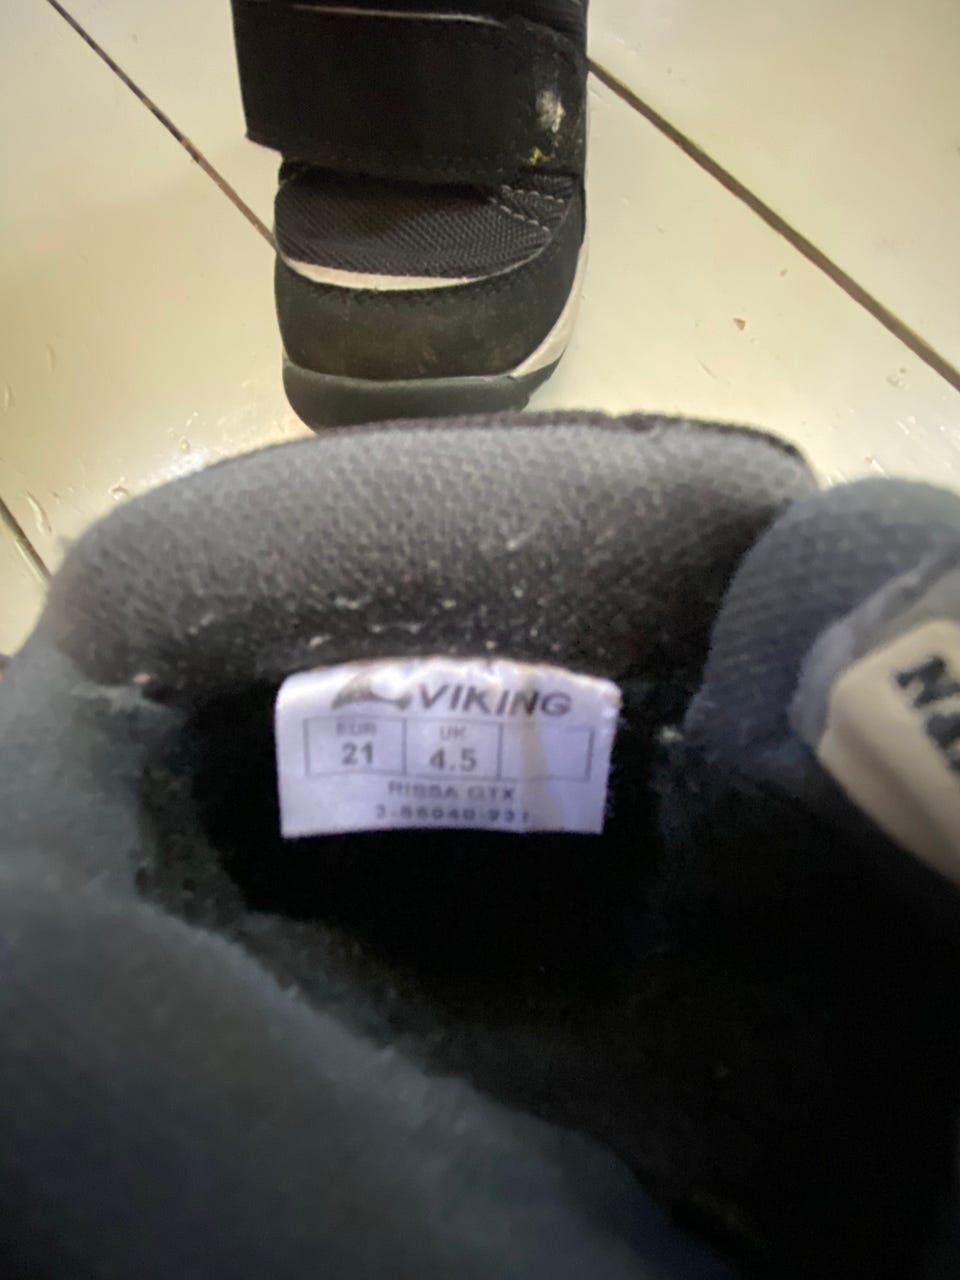 VIKING
EUR UK
21 4.5
RISSA GTX